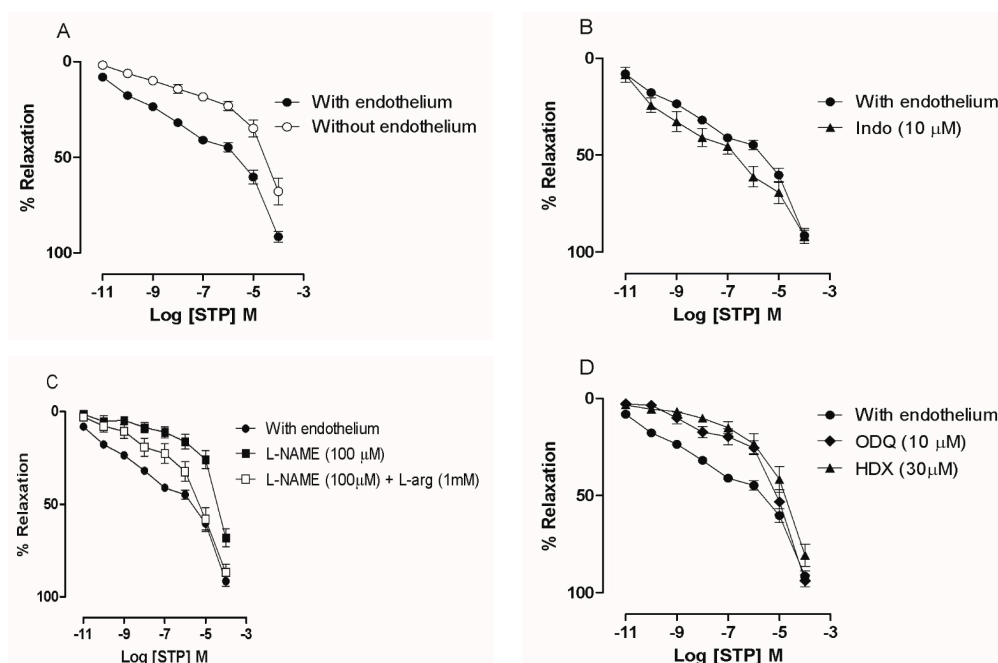 A
0
50
100
% Relaxation
With endothelium
Without endothelium
-11 -9 -7 -5 -3
Log [STP] M
B
0
50
100
% Relaxation
With endothelium
Indo (10 µM)
-11 -9 -7 -5 -3
Log [STP] M
C
0
50
100
% Relaxation
With endothelium
L-NAME (100 µM)
L-NAME (100µM) + L-arg (1mM)
-11 -9 -7 -5 -3
Log [STP] M
D
0
50
100
% Relaxation
With endothelium
ODQ (10 µM)
HDX (30µM)
-11 -9 -7 -5 -3
Log [STP] M